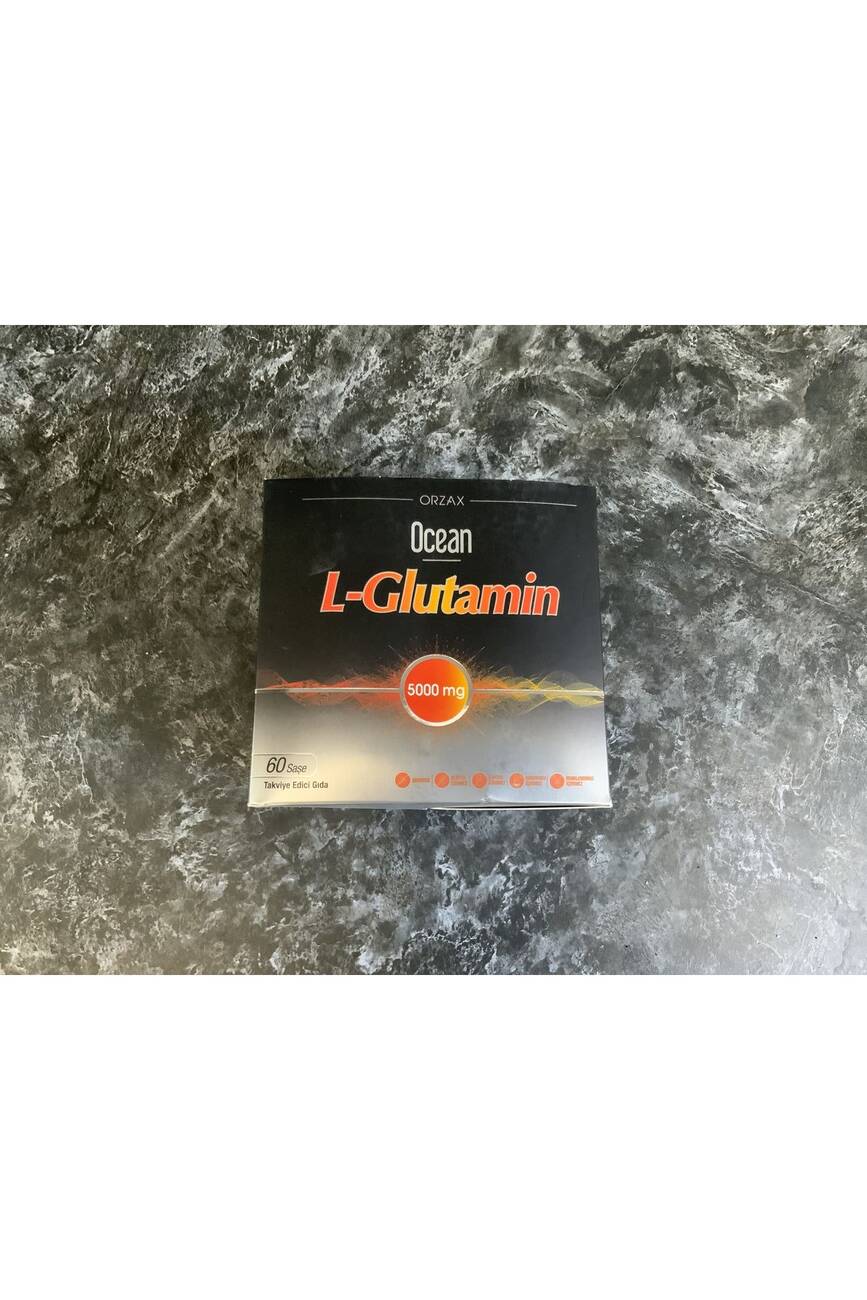 ORZAX
Ocean
L-Glutamin
5000 mg
60 Saşe
Takviye Edici Gıda